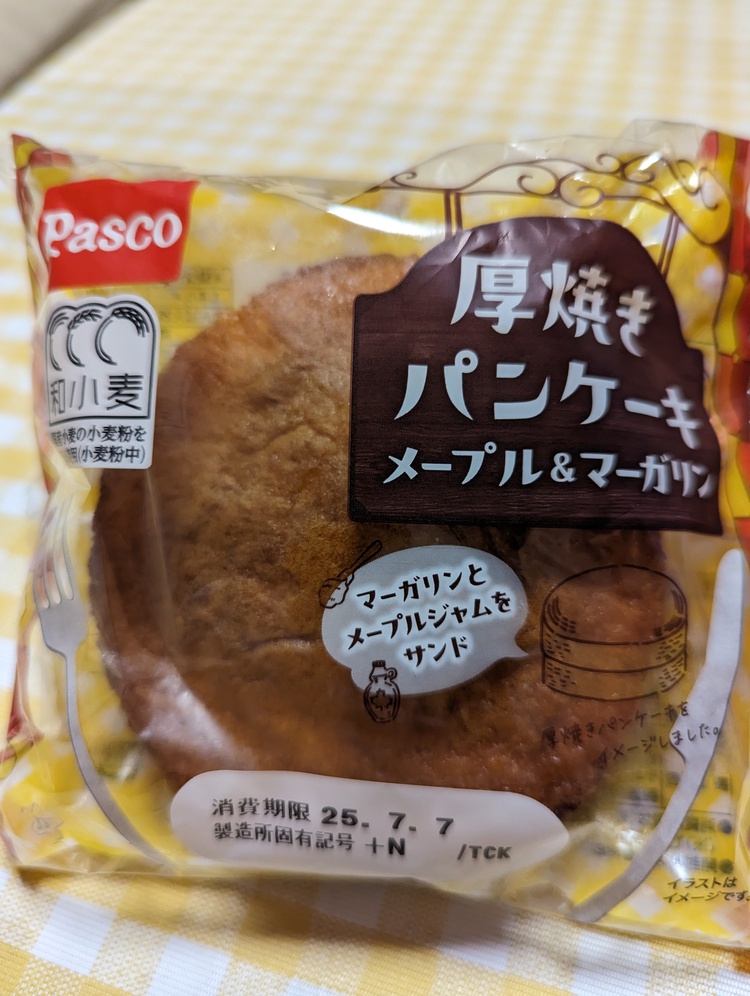 Pasco
和小麦
小麦の小麦粉を
(小麦粉中)
厚焼き
パンケーキ
メープル&マーガリン
マーガリンと
メープルジャムを
サンド
厚焼きパンケーキを
イメージしました。
消費期限 25. 7. 7
製造所固有記号 +N /TCK
イラストは
イメージです。